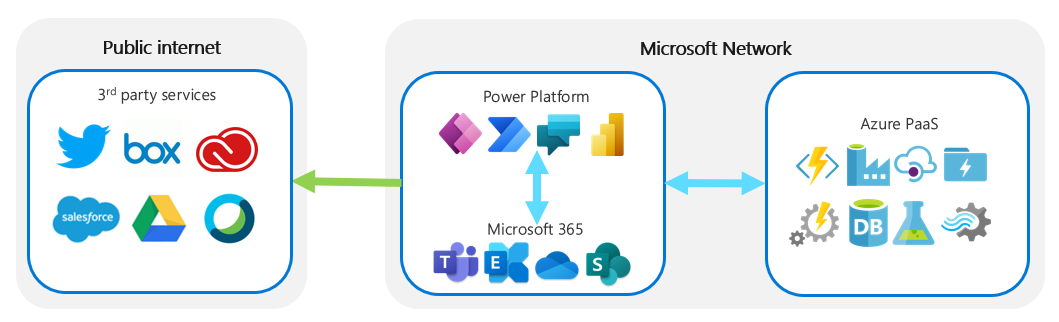 Public internet
3rd party services
box
salesforce
Microsoft Network
Power Platform
Microsoft 365
T
E
S
Azure PaaS
DB